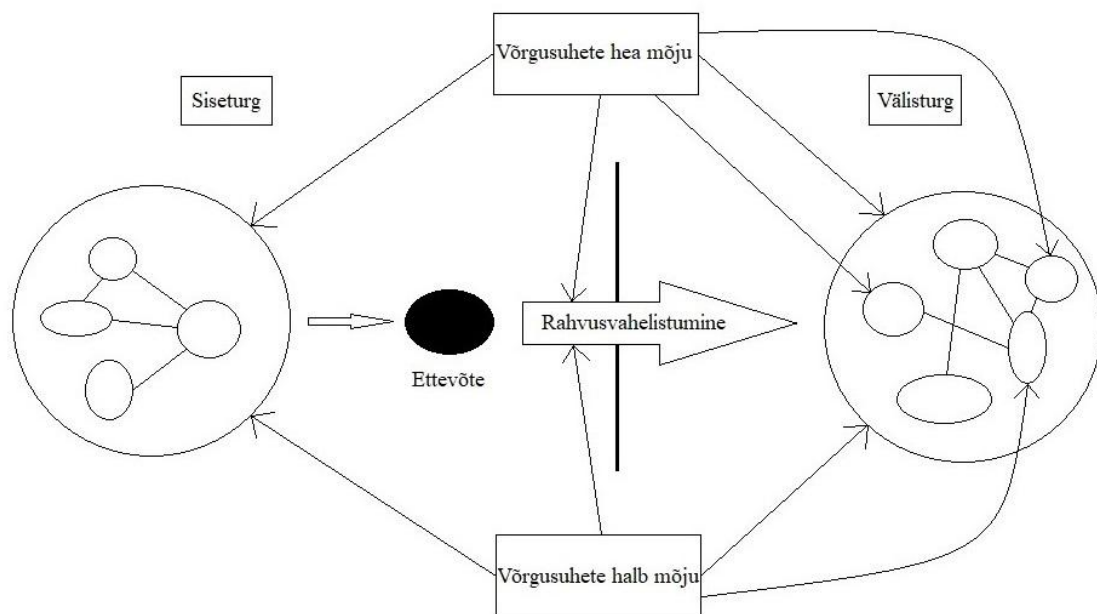 Võrgusuhete hea mõju
Siseturg
Välisturg
Rahvusvahelistumine
Ettevõte
Võrgusuhete halb mõju